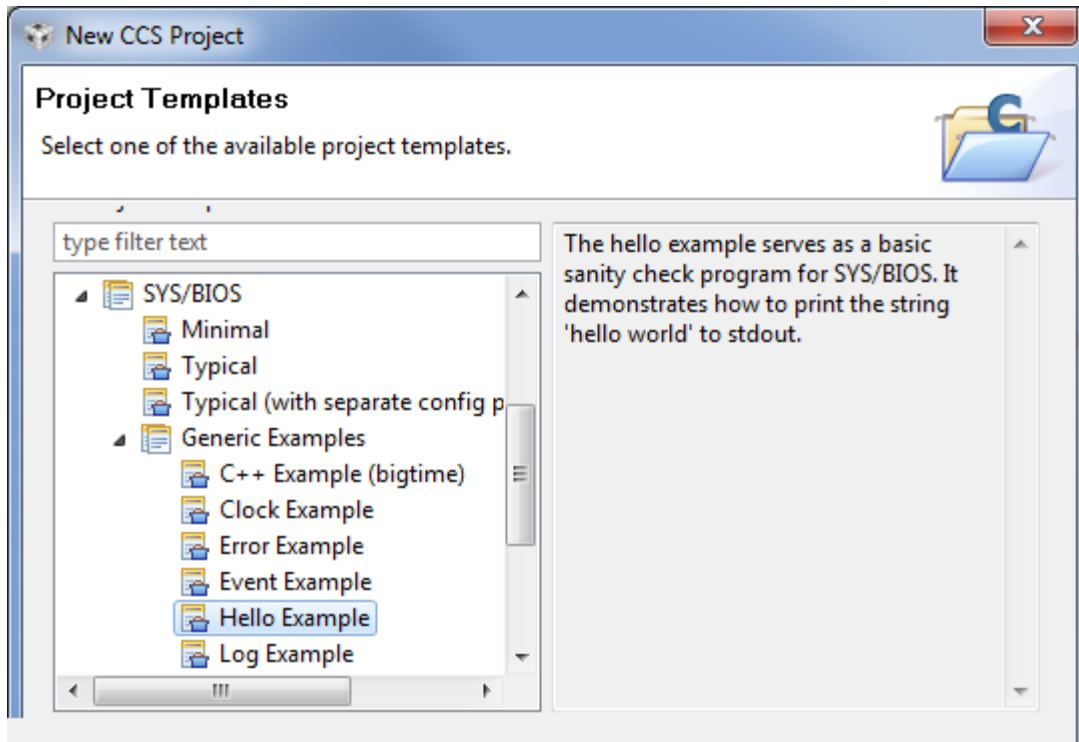 New CCS Project
Project Templates
Select one of the available project templates.
type filter text
SYS/BIOS
Minimal
Typical
Typical (with separate config p
Generic Examples
C++ Example (bigtime)
Clock Example
Error Example
Event Example
Hello Example
Log Example
The hello example serves as a basic
sanity check program for SYS/BIOS. It
demonstrates how to print the string
'hello world' to stdout.